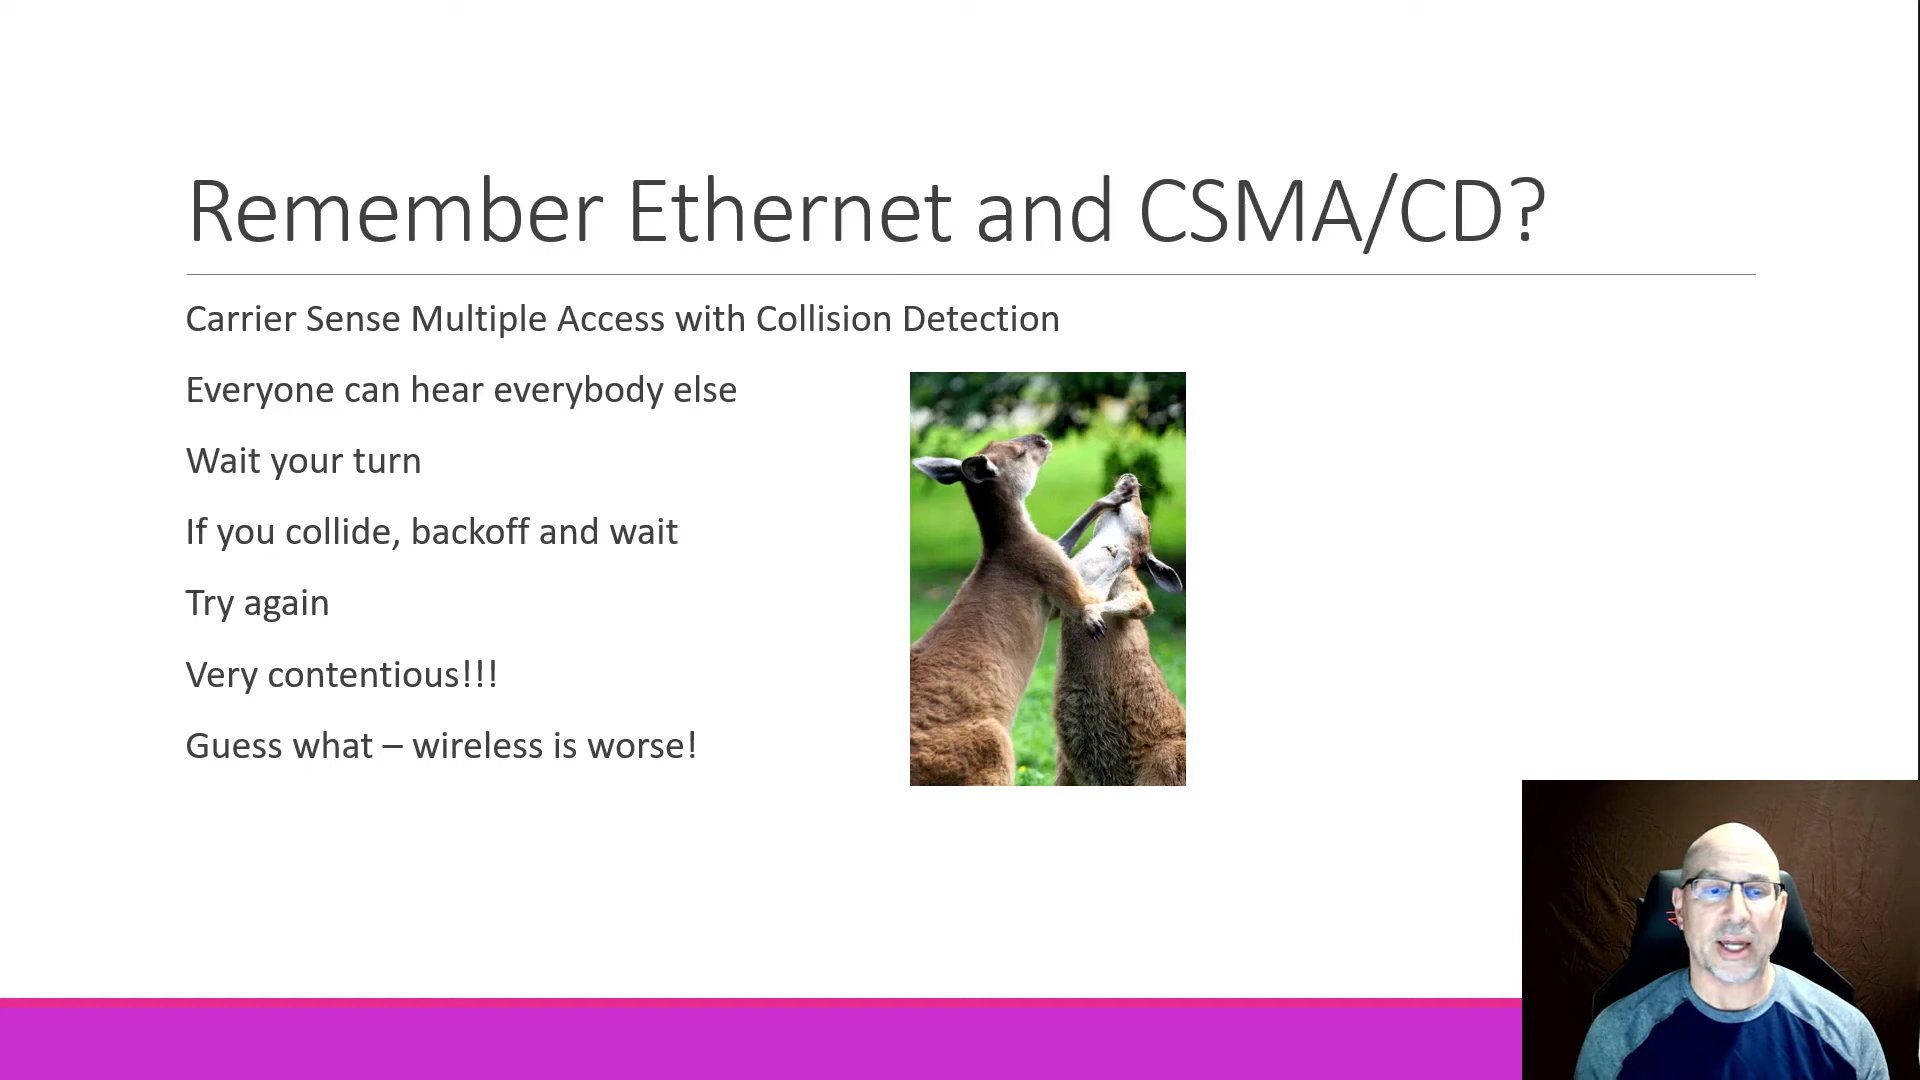 Remember Ethernet and CSMA/CD?
Carrier Sense Multiple Access with Collision Detection
Everyone can hear everybody else
Wait your turn
If you collide, backoff and wait
Try again
Very contentious!!!
Guess what – wireless is worse!